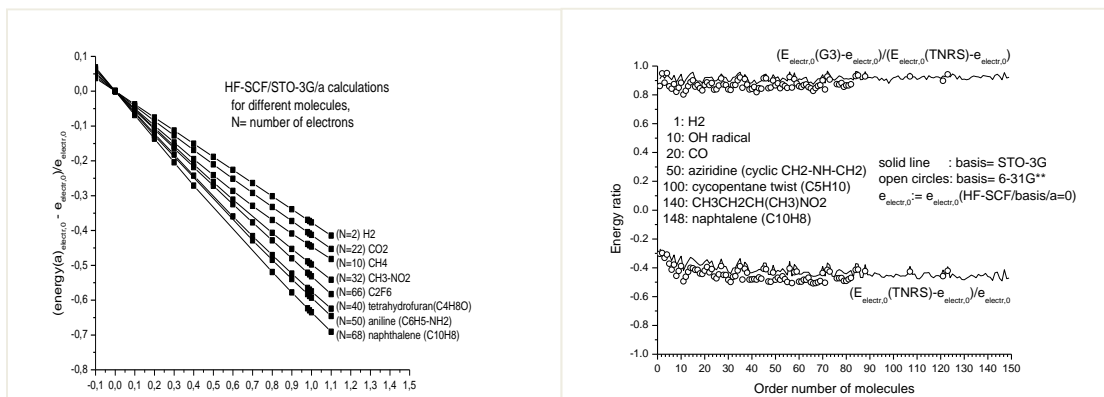 0,1
0,0
-0,1
-0,2
-0,3
-0,4
-0,5
-0,6
-0,7
-0,8
(energy(a)electr,0 - eelectr,0)/eelectr,0
HF-SCF/STO-3G/a calculations
for different molecules,
N= number of electrons
(N=2) H2
(N=22) CO2
(N=10) CH4
(N=32) CH3-NO2
(N=66) C2F6
(N=40) tetrahydrofuran(C4H8O)
(N=50) aniline (C6H5-NH2)
(N=68) naphthalene (C10H8)
-0,1 0,0 0,1 0,2 0,3 0,4 0,5 0,6 0,7 0,8 0,9 1,0 1,1 1,2 1,3 1,4 1,5
(Eelectr,0(G3)-eelectr,0)/(Eelectr,0(TNRS)-eelectr,0)
1.0
0.8
0.6
0.4
0.2
0.0
-0.2
-0.4
-0.6
-0.8
-1.0
Energy ratio
1: H2
10: OH radical
20: CO
50: aziridine (cyclic CH2-NH-CH2)
100: cycopentane twist (C5H10)
140: CH3CH2CH(CH3)NO2
148: naphtalene (C10H8)
solid line : basis= STO-3G
open circles: basis= 6-31G**
eelectr,0:= eelectr,0(HF-SCF/basis/a=0)
(Eelectr,0(TNRS)-eelectr,0)/eelectr,0
0 10 20 30 40 50 60 70 80 90 100 110 120 130 140 150
Order number of molecules